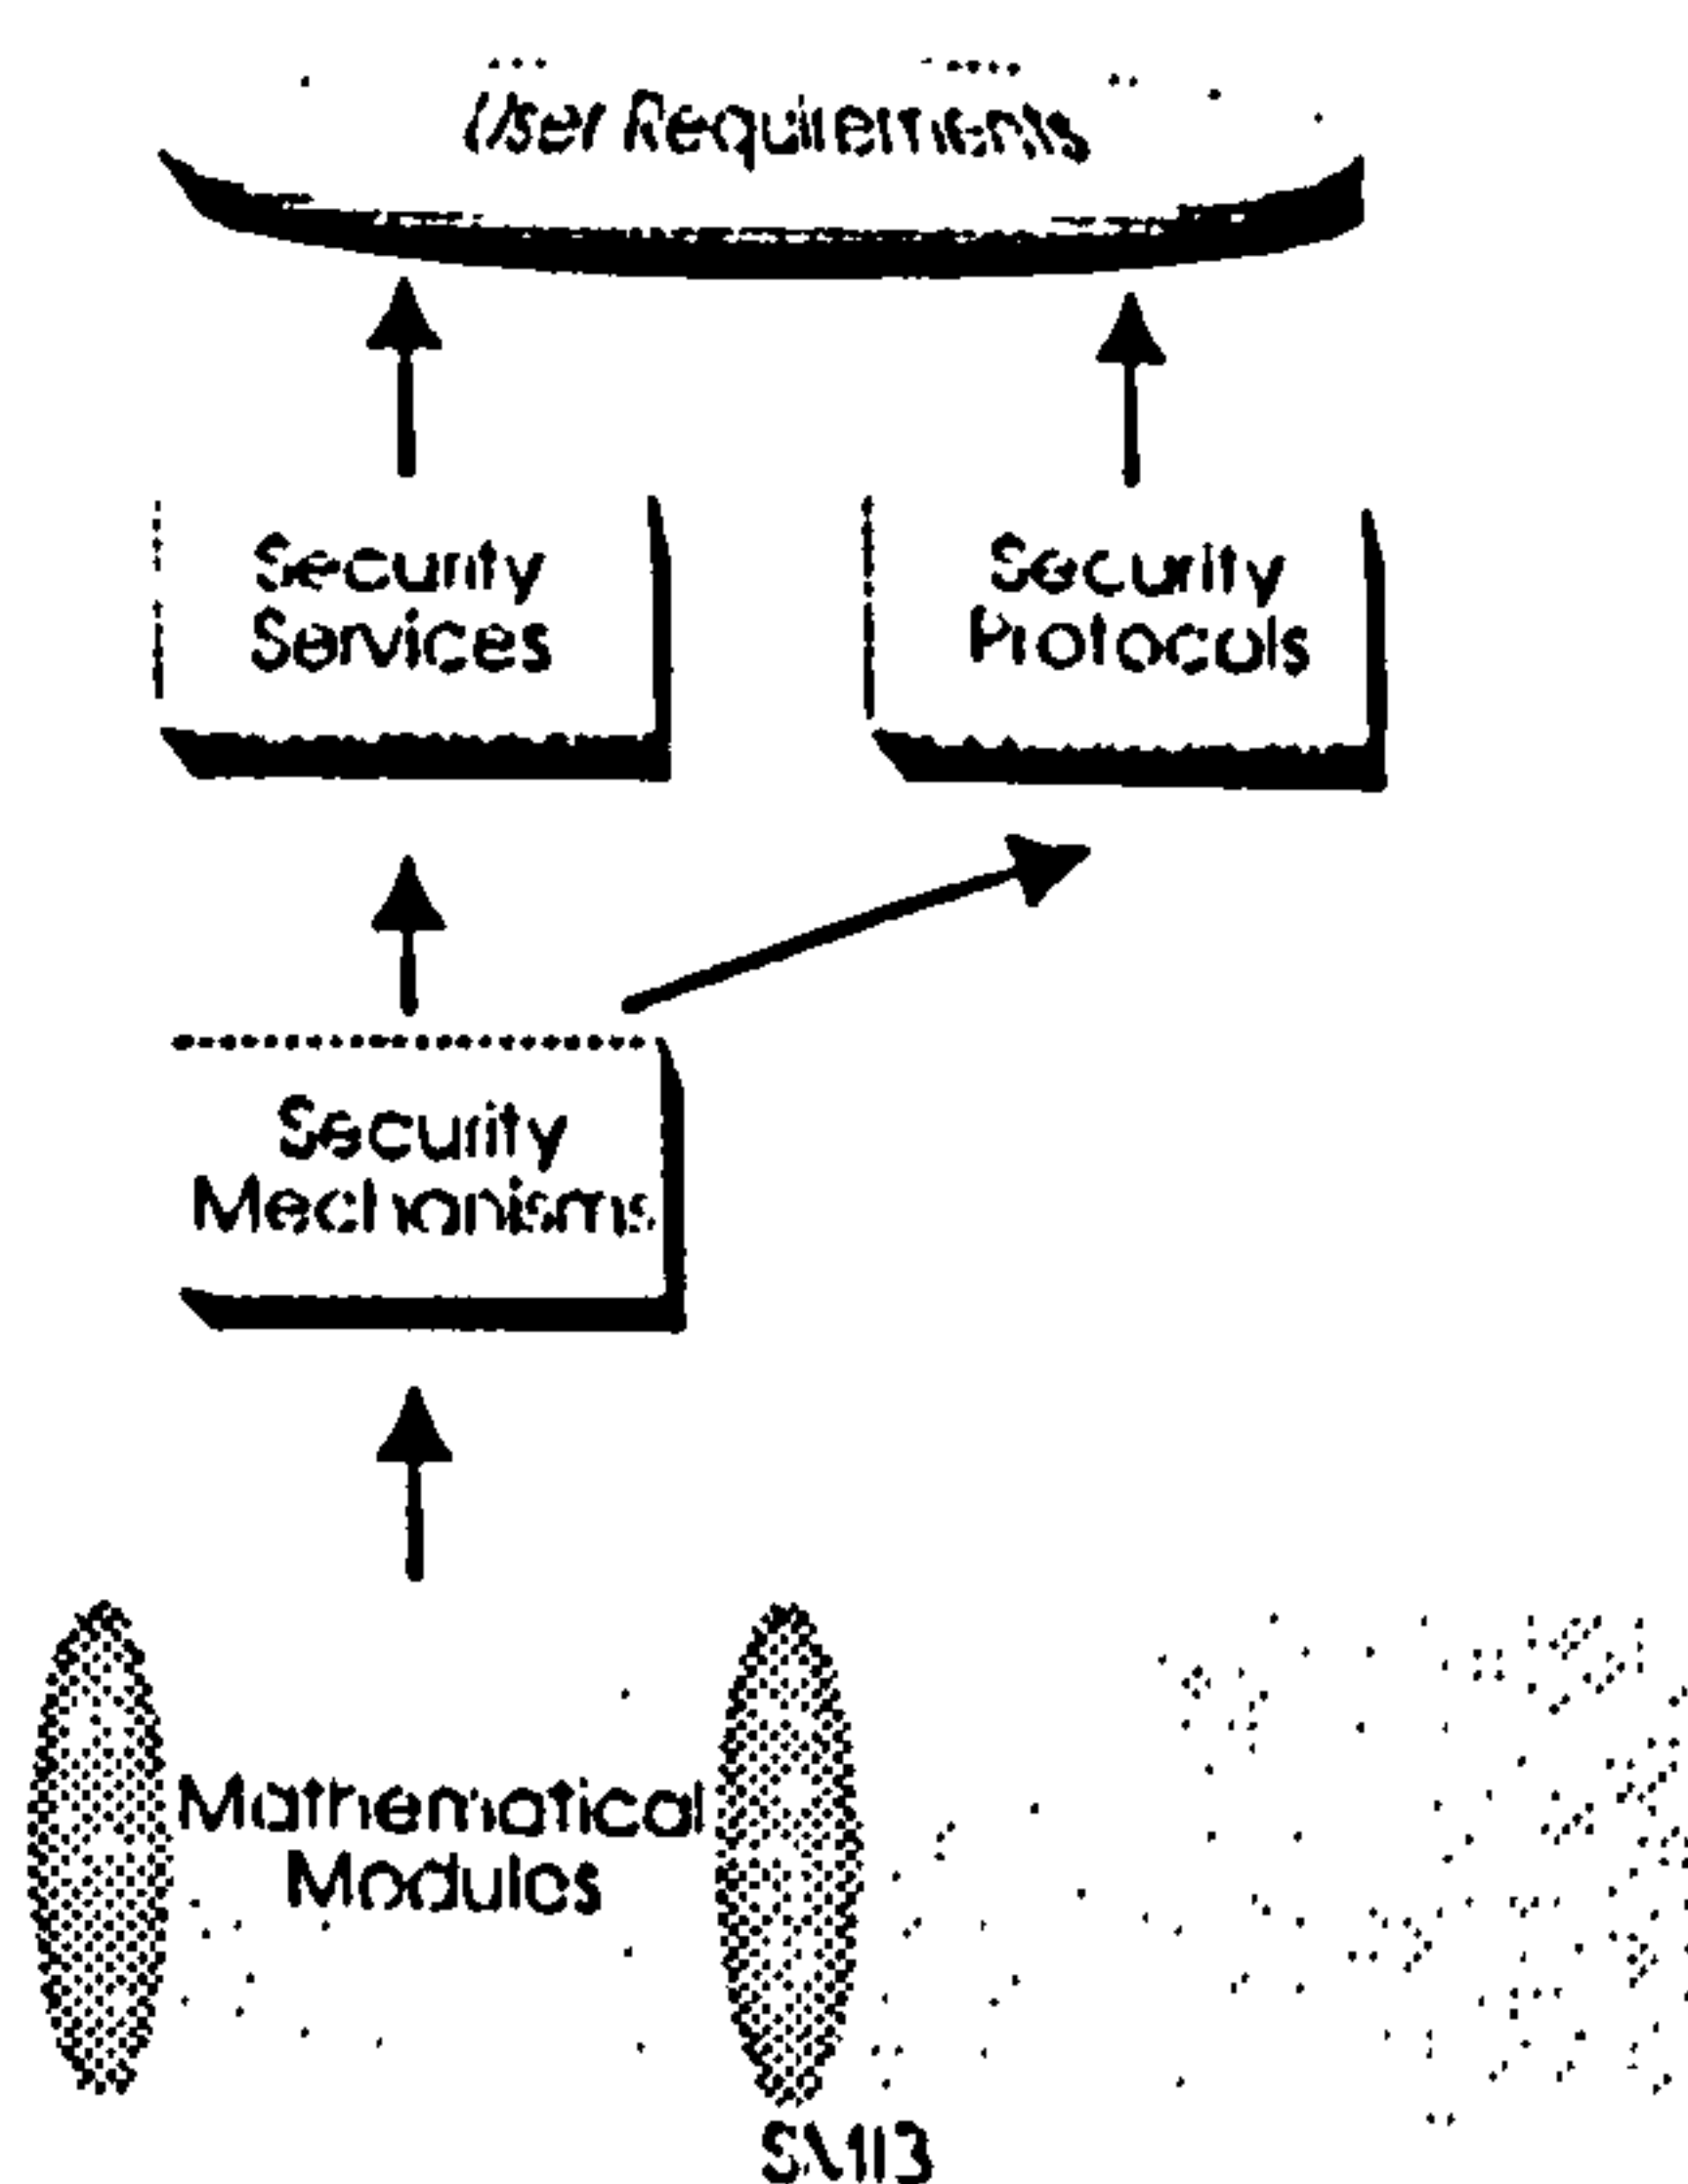 User Requirements
Security
Services
Security
Protocols
Security
Mechanisms
Mathematical
Modules